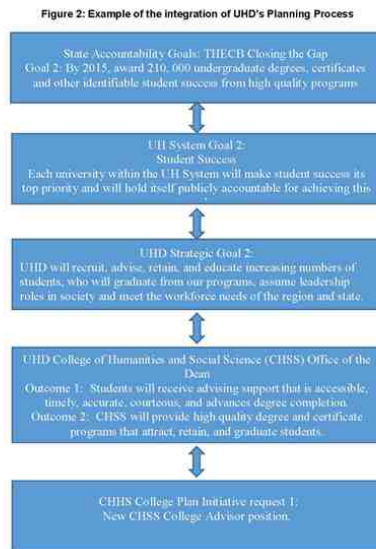 Figure 2: Example of the integration of UHD's Planning Process
State Accountability Goals: THECB Closing the Gap
Goal 2: By 2015, award 210, 000 undergraduate degrees, certificates
and other identifiable student success from high quality programs
UH System Goal 2:
Student Success
Each university within the UH System will make student success its
top priority and will hold itself publicly accountable for achieving this
UHD Strategic Goal 2:
UHD will recruit, advise, retain, and educate increasing numbers of
students, who will graduate from our programs, assume leadership
roles in society and meet the workforce needs of the region and state.
UHD College of Humanities and Social Science (CHSS) Office of the
Dean
Outcome 1: Students will receive advising support that is accessible,
timely, accurate, courteous, and advances degree completion.
Outcome 2: CHSS will provide high quality degree and certificate
programs that attract, retain, and graduate students.
CHHS College Plan Initiative request 1:
New CHSS College Advisor position.